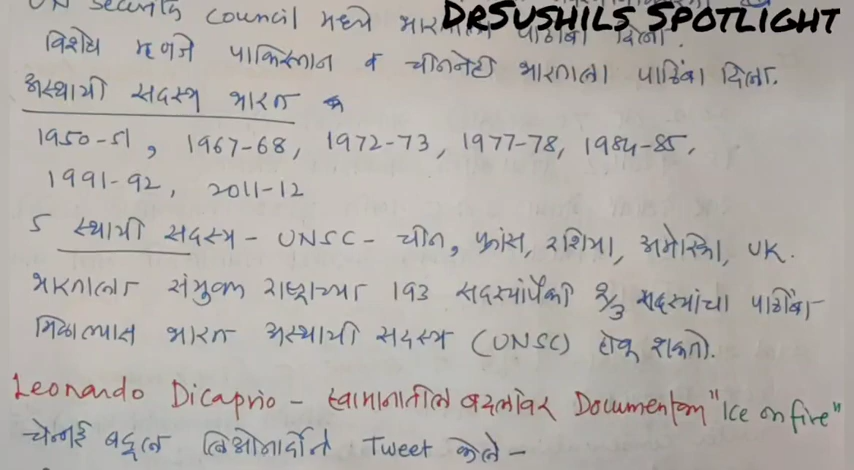 UN Security Council मध्ये भारताला पाठिंबा दिला.
DRSUSHILS SPOTLIGHT
विशेष म्हणजे पाकिस्तान व चीननेही भारताला पाठिंबा दिला.
अस्थायी सदस्य भारत
1950-51, 1967-68, 1972-73, 1977-78, 1984-85,
1991-92, 2011-12
5 स्थायी सदस्य - UNSC - चीन, फ्रांस, रशिया, अमेरिका, UK.
भारताला संयुक्त राष्ट्राच्या 193 सदस्यांपैकी 2/3 सदस्यांचा पाठींबा
मिळाल्यास भारत अस्थायी सदस्य (UNSC) होऊ शकतो.
Leonardo Dicaprio - हवामानातील बदलांवर Documentary "Ice on fire"
चेन्नई बद्दल लिओनार्दोने Tweet केले -